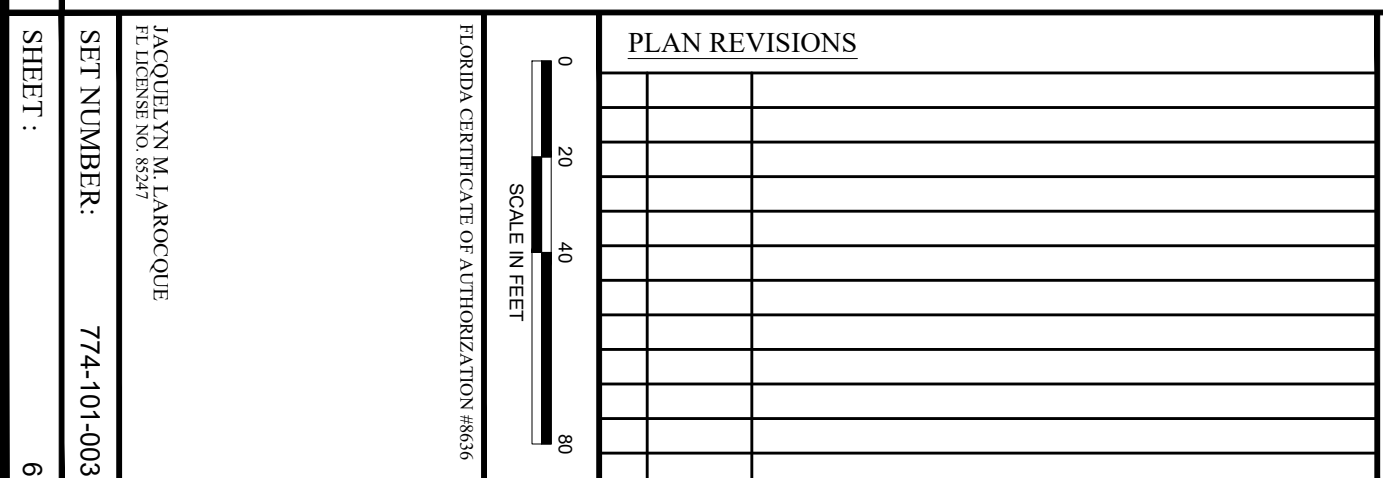 PLAN REVISIONS
0 20 40 80
SCALE IN FEET
FLORIDA CERTIFICATE OF AUTHORIZATION #8636
JACQUELYN M. LAROCQUE
FL LICENSE NO. 85247
SET NUMBER: 774-101-003
SHEET : 6